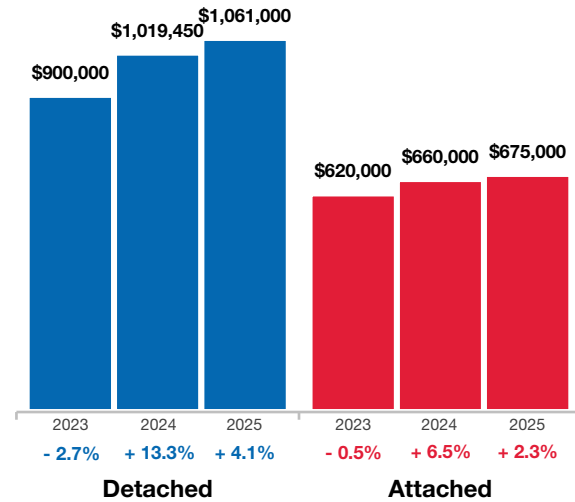 $900,000
$1,019,450
$1,061,000
$620,000
$660,000
$675,000
2023 2024 2025 2023 2024 2025
- 2.7% + 13.3% + 4.1% - 0.5% + 6.5% + 2.3%
Detached Attached